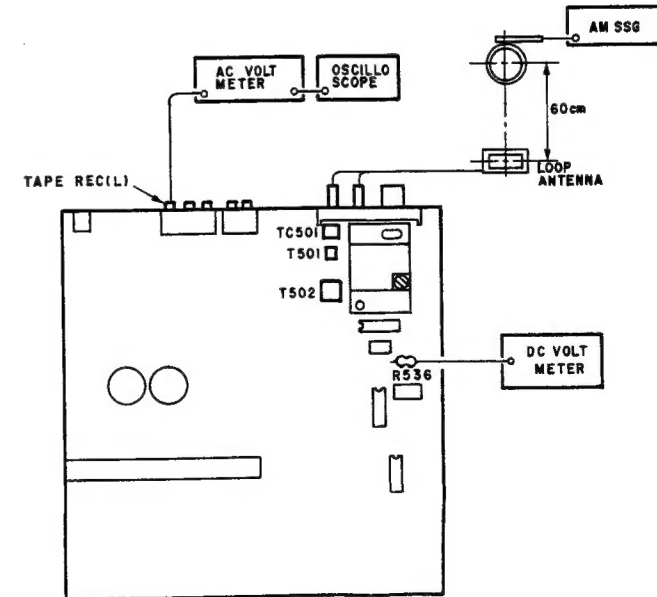 AM SSG
AC VOLT
METER
OSCILLO
SCOPE
60cm
LOOP
ANTENNA
TAPE REC(L)
TC501
T501
T502
R536
DC VOLT
METER